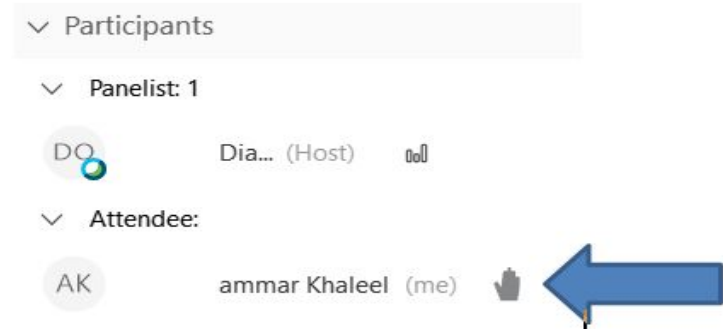 Participants
Panelist: 1
DO Dia... (Host)
Attendee:
AK ammar Khaleel (me)